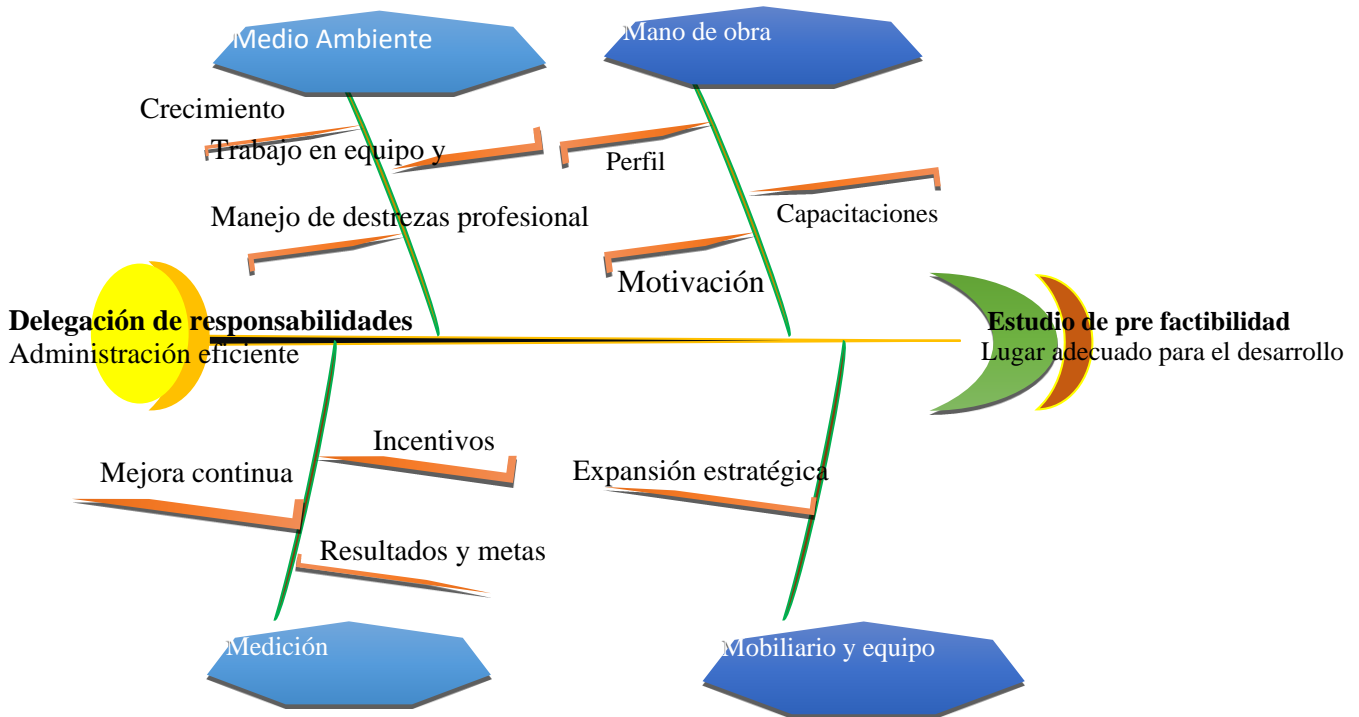 Medio Ambiente
Mano de obra
Crecimiento
Trabajo en equipo y
Perfil
Capacitaciones
Manejo de destrezas profesional
Motivación
Delegación de responsabilidades
Administración eficiente
Estudio de pre factibilidad
Lugar adecuado para el desarrollo
Incentivos
Mejora continua
Expansión estratégica
Resultados y metas
Medición
Mobiliario y equipo